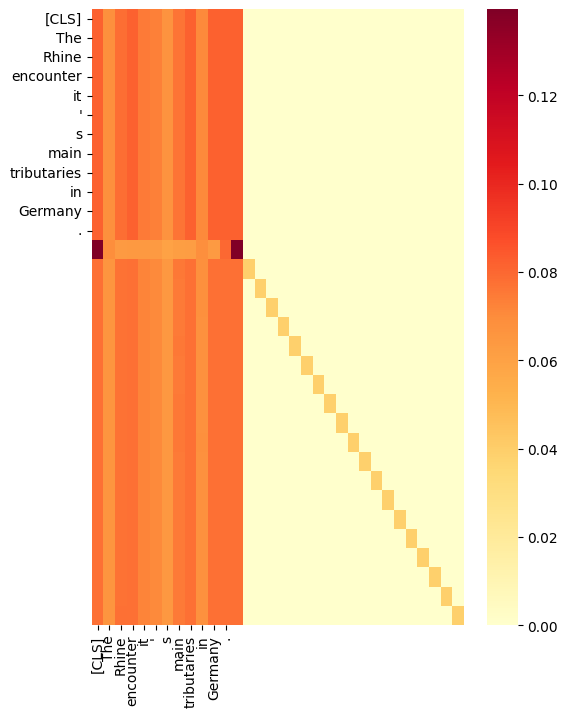 [CLS]
The
Rhine
encounter
it
'
s
main
tributaries
in
Germany
.
0.12
0.10
0.08
0.06
0.04
0.02
0.00
[CLS]
The
Rhine
encounter
it
'
s
main
tributaries
in
Germany
.